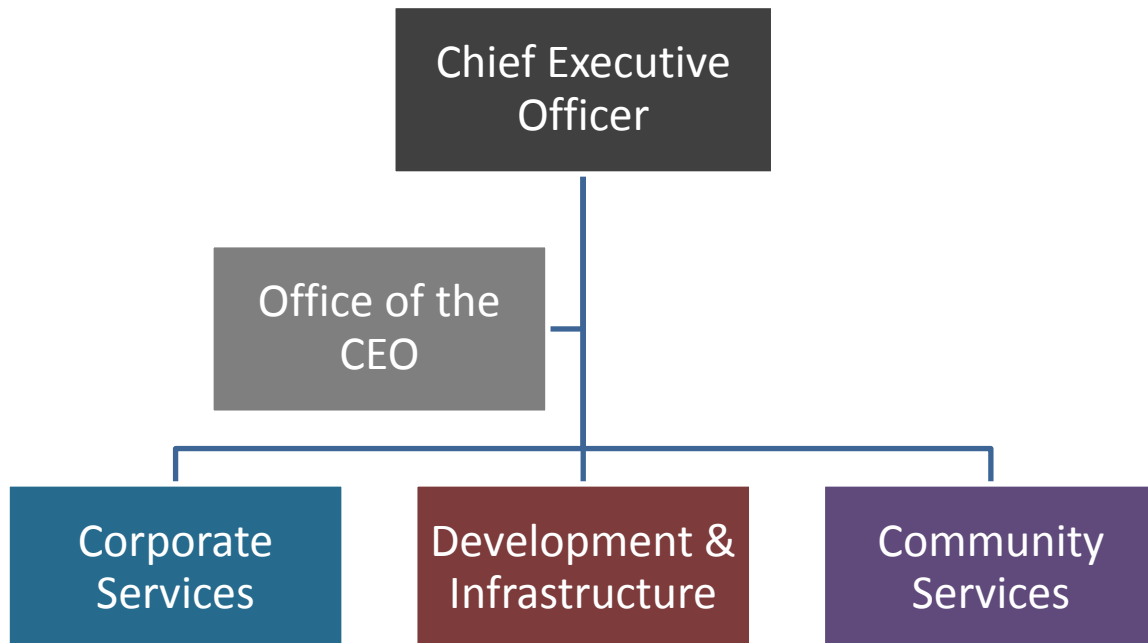 Chief Executive
Officer
Office of the
CEO
Corporate
Services
Development &
Infrastructure
Community
Services